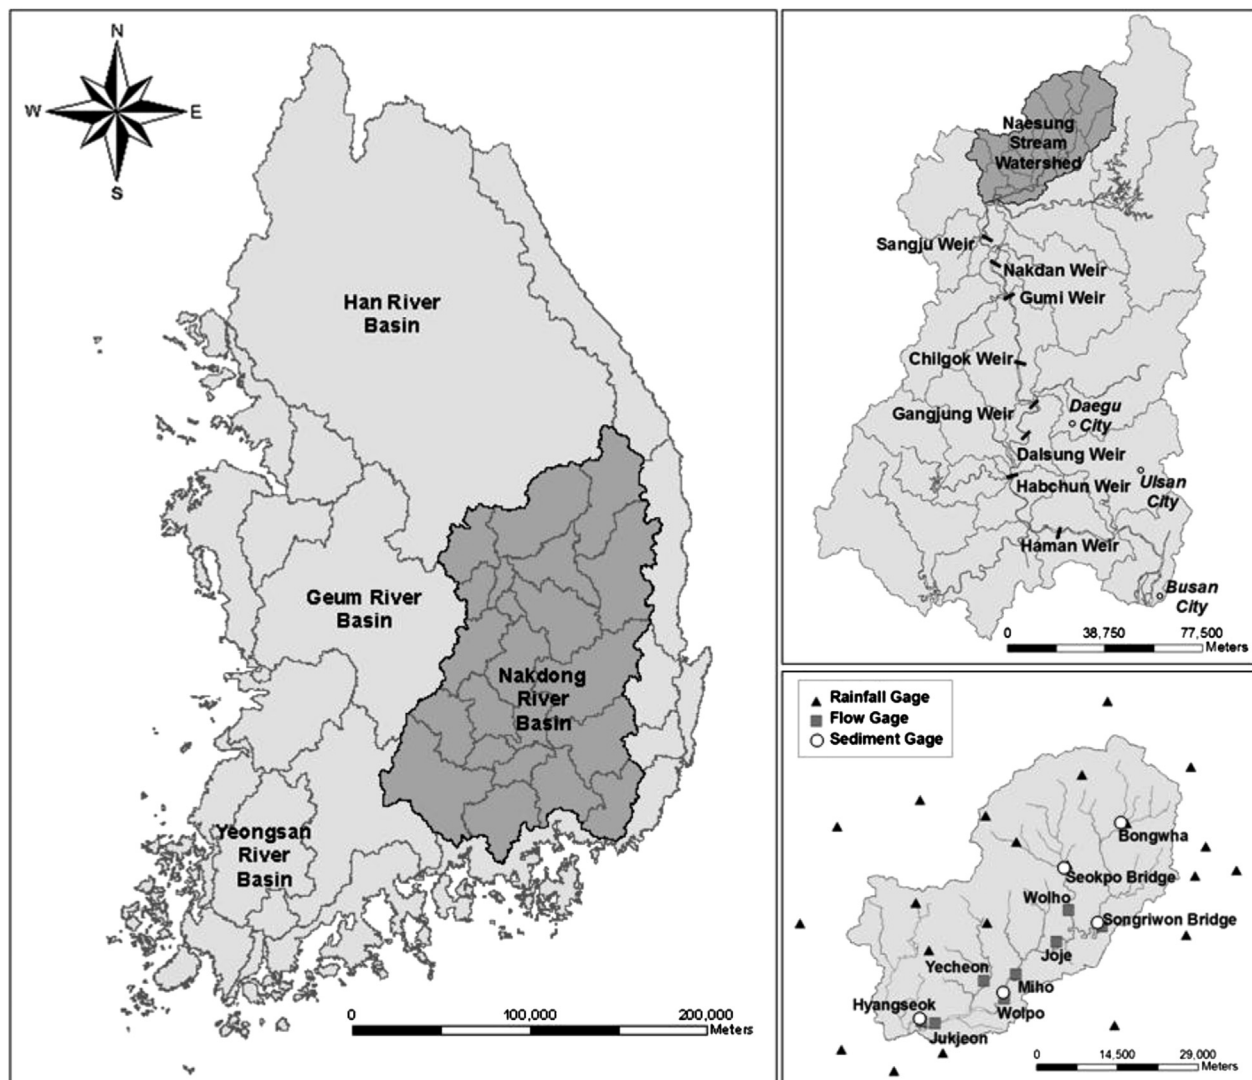 N
W
E
S
Han River
Basin
Geum River
Basin
Nakdong
River
Basin
Yeongsan
River
Basin
0
100,000
200,000
Meters
Naesung
Stream
Watershed
Sangju Weir
Nakdan Weir
Gumi Weir
Chilgok Weir
Gangjung Weir
Daegu
City
Dalsung Weir
Habchun Weir
Ulsan
City
Haman Weir
Busan
City
0
38,750
77,500
Meters
Rainfall Gage
Flow Gage
Sediment Gage
Bongwha
Seokpo Bridge
Wolho
Songriwon Bridge
Joje
Yecheon
Miho
Hyangseok
Wolpo
Jukjeon
0
14,500
29,000
Meters